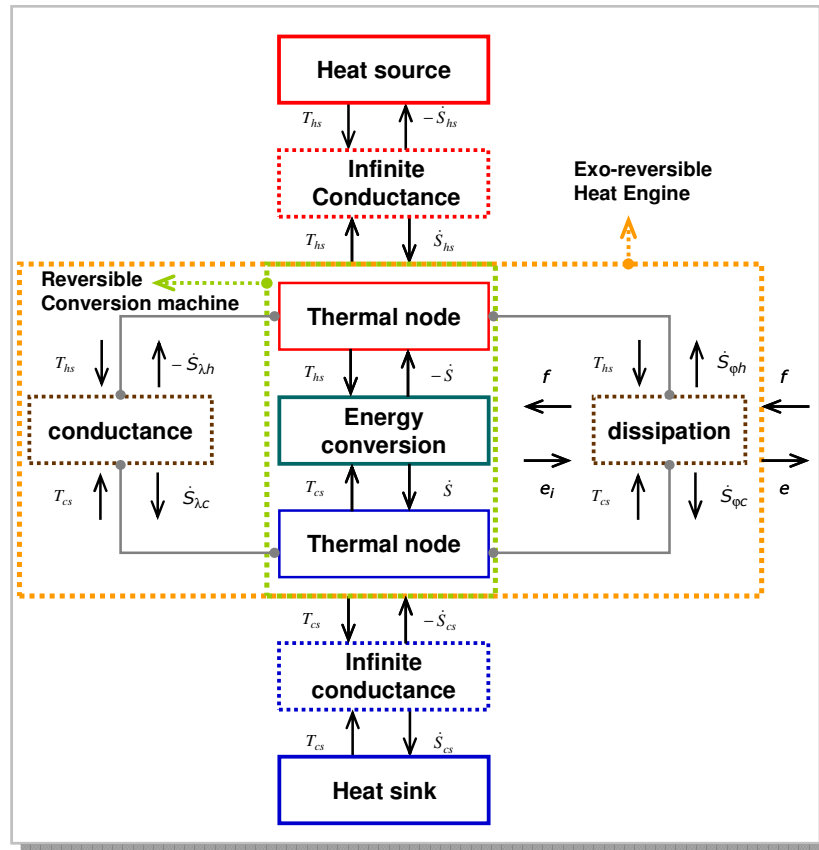 Heat source
T_hs
− Ṡ_hs
Infinite
Conductance
Exo-reversible
Heat Engine
T_hs
Ṡ_hs
Reversible
Conversion machine
Thermal node
T_hs
− Ṡ_λh
T_hs
− Ṡ
T_hs
Ṡ_φh
f
f
conductance
Energy
conversion
dissipation
T_cs
Ṡ_λc
T_cs
Ṡ
e_i
T_cs
Ṡ_φc
e
Thermal node
T_cs
− Ṡ_cs
Infinite
conductance
T_cs
Ṡ_cs
Heat sink